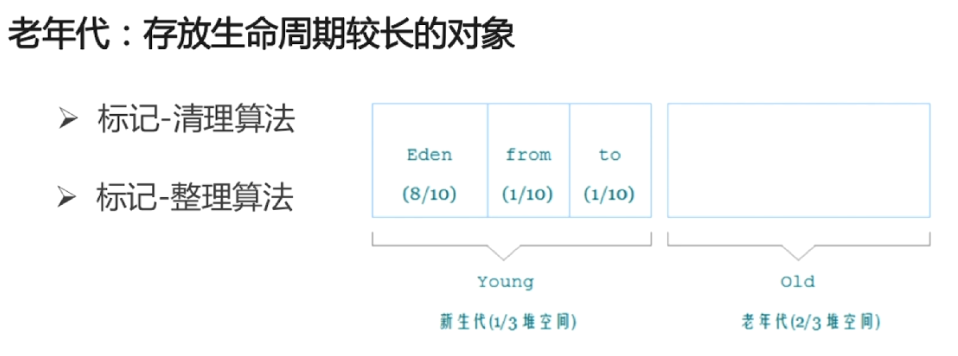 老年代：存放生命周期较长的对象
➢ 标记-清理算法
➢ 标记-整理算法
Eden from to
(8/10) (1/10) (1/10)
Young Old
新生代(1/3 堆空间) 老年代(2/3 堆空间)